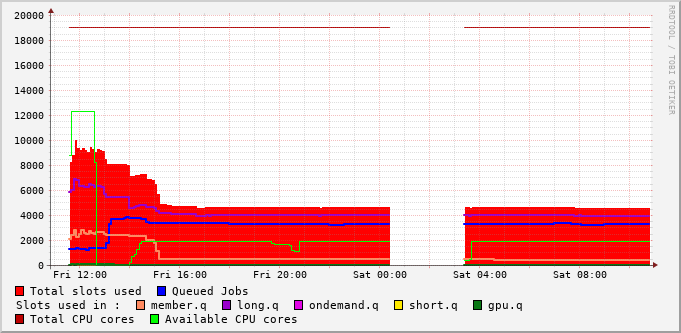 20000
18000
16000
14000
12000
10000
8000
6000
4000
2000
0
Fri 12:00 Fri 16:00 Fri 20:00 Sat 00:00 Sat 04:00 Sat 08:00
RRDTOOL / TOBI OETIKER
Total slots used Queued Jobs
Slots used in : member.q long.q ondemand.q short.q gpu.q
Total CPU cores Available CPU cores